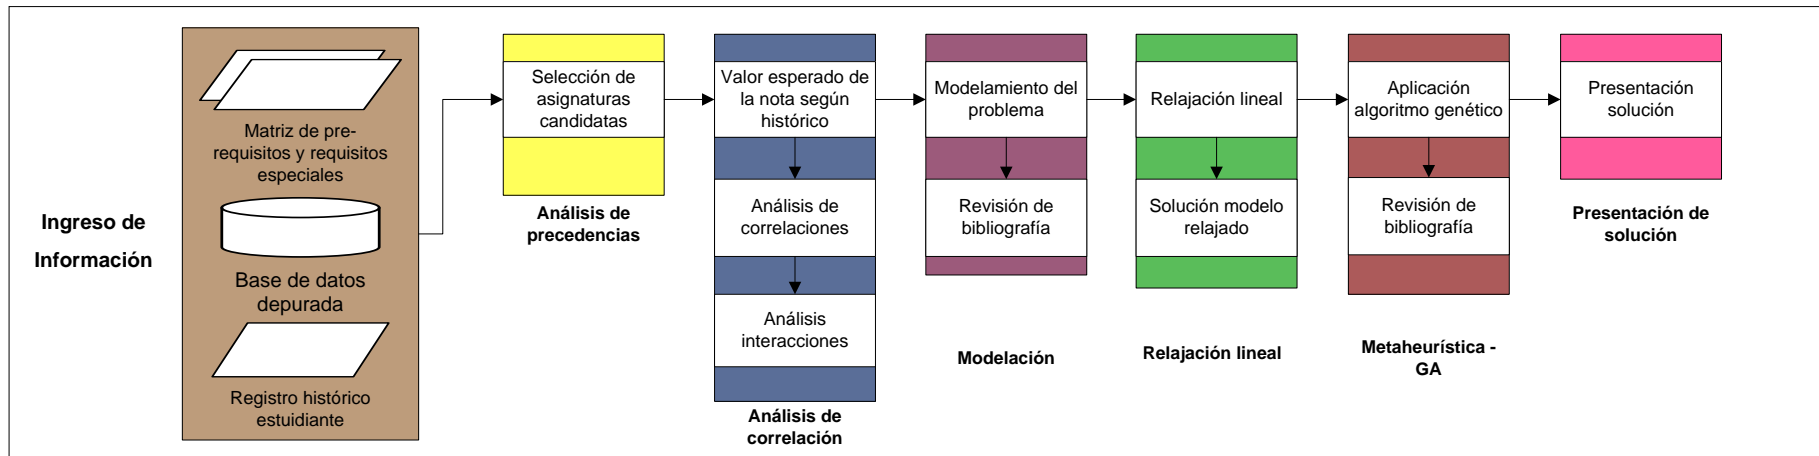 Ingreso de
Información
Matriz de pre-
requisitos y requisitos
especiales
Base de datos
depurada
Registro histórico
estuidiante
Selección de
asignaturas
candidatas
Análisis de
precedencias
Valor esperado de
la nota según
histórico
Análisis de
correlaciones
Análisis
interacciones
Análisis de
correlación
Modelamiento del
problema
Revisión de
bibliografía
Modelación
Relajación lineal
Solución modelo
relajado
Relajación lineal
Aplicación
algoritmo genético
Revisión de
bibliografía
Metaheurística -
GA
Presentación
solución
Presentación de
solución